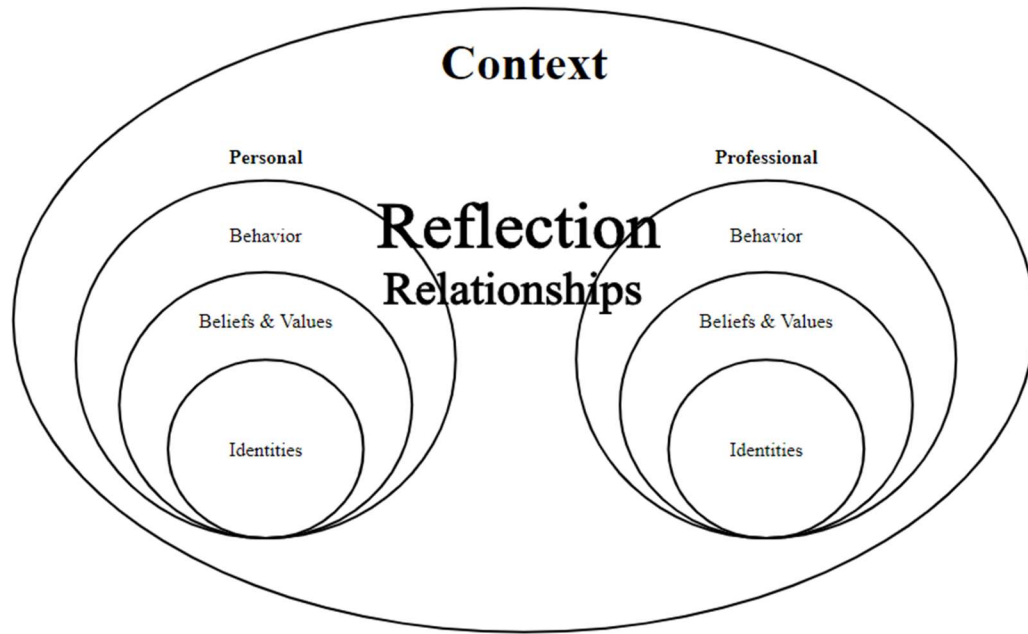 Context
Personal
Professional
Reflection
Relationships
Behavior
Behavior
Beliefs & Values
Beliefs & Values
Identities
Identities